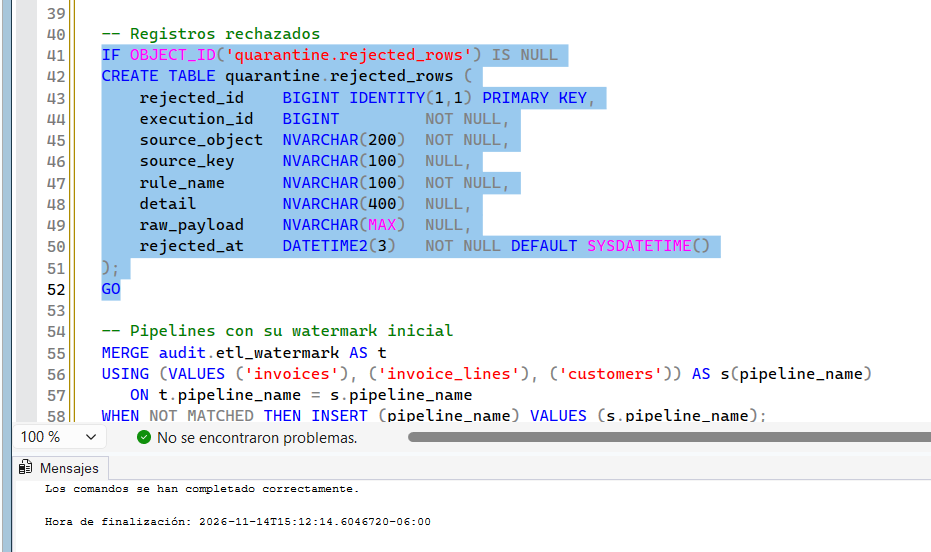 39
40 -- Registros rechazados
41 IF OBJECT_ID('quarantine.rejected_rows') IS NULL
42 CREATE TABLE quarantine.rejected_rows (
43 rejected_id BIGINT IDENTITY(1,1) PRIMARY KEY,
44 execution_id BIGINT NOT NULL,
45 source_object NVARCHAR(200) NOT NULL,
46 source_key NVARCHAR(100) NULL,
47 rule_name NVARCHAR(100) NOT NULL,
48 detail NVARCHAR(400) NULL,
49 raw_payload NVARCHAR(MAX) NULL,
50 rejected_at DATETIME2(3) NOT NULL DEFAULT SYSDATETIME()
51 );
52 GO
53
54 -- Pipelines con su watermark inicial
55 MERGE audit.etl_watermark AS t
56 USING (VALUES ('invoices'), ('invoice_lines'), ('customers')) AS s(pipeline_name)
57 ON t.pipeline_name = s.pipeline_name
58 WHEN NOT MATCHED THEN INSERT (pipeline_name) VALUES (s.pipeline_name);
100 % No se encontraron problemas.
Mensajes
Los comandos se han completado correctamente.
Hora de finalización: 2026-11-14T15:12:14.6046720-06:00